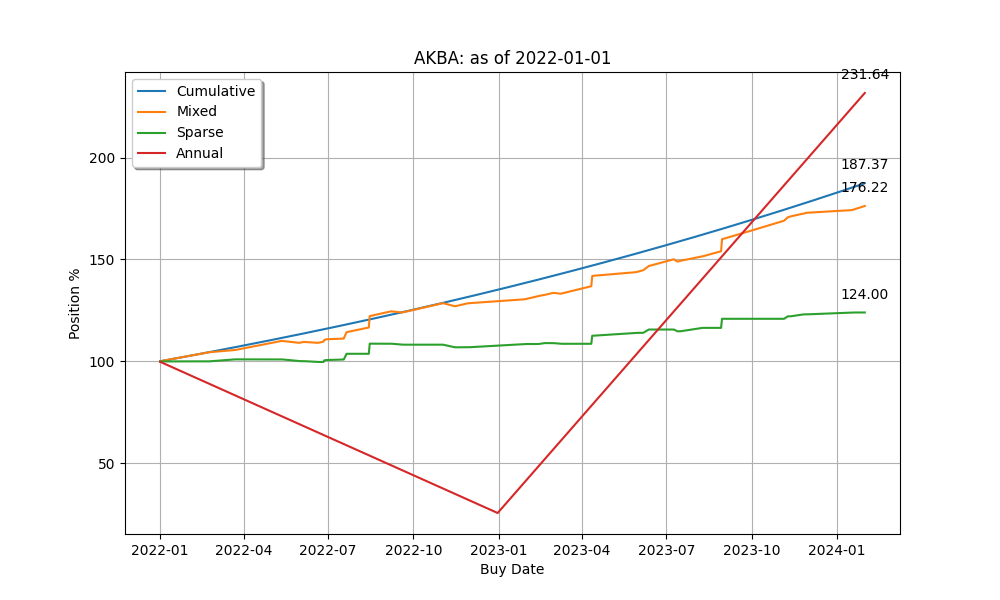 AKBA: as of 2022-01-01
Cumulative
Mixed
Sparse
Annual
231.64
187.37
176.22
124.00
200
150
100
50
Position %
2022-01 2022-04 2022-07 2022-10 2023-01 2023-04 2023-07 2023-10 2024-01
Buy Date